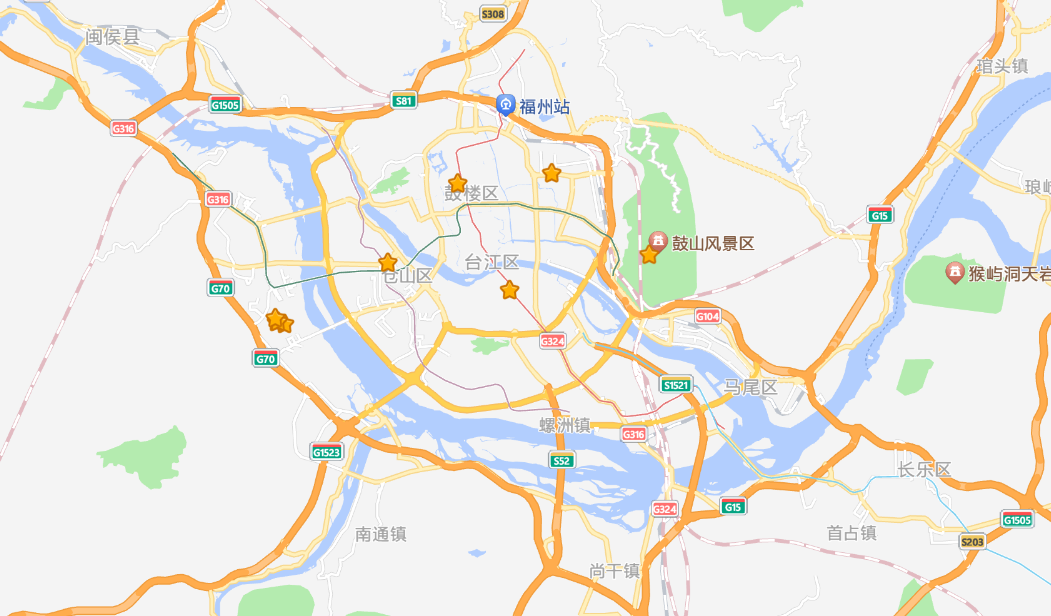 S308
闽侯县
琯头镇
S81
G1505
福州站
G316
鼓楼区
G316
G15
鼓山风景区
台江区
仓山区
猴屿洞天岩
G70
G104
G324
G70
S1521
马尾区
螺洲镇
G316
G1523
S52
长乐区
G324
G15
G1505
南通镇
首占镇
S203
尚干镇